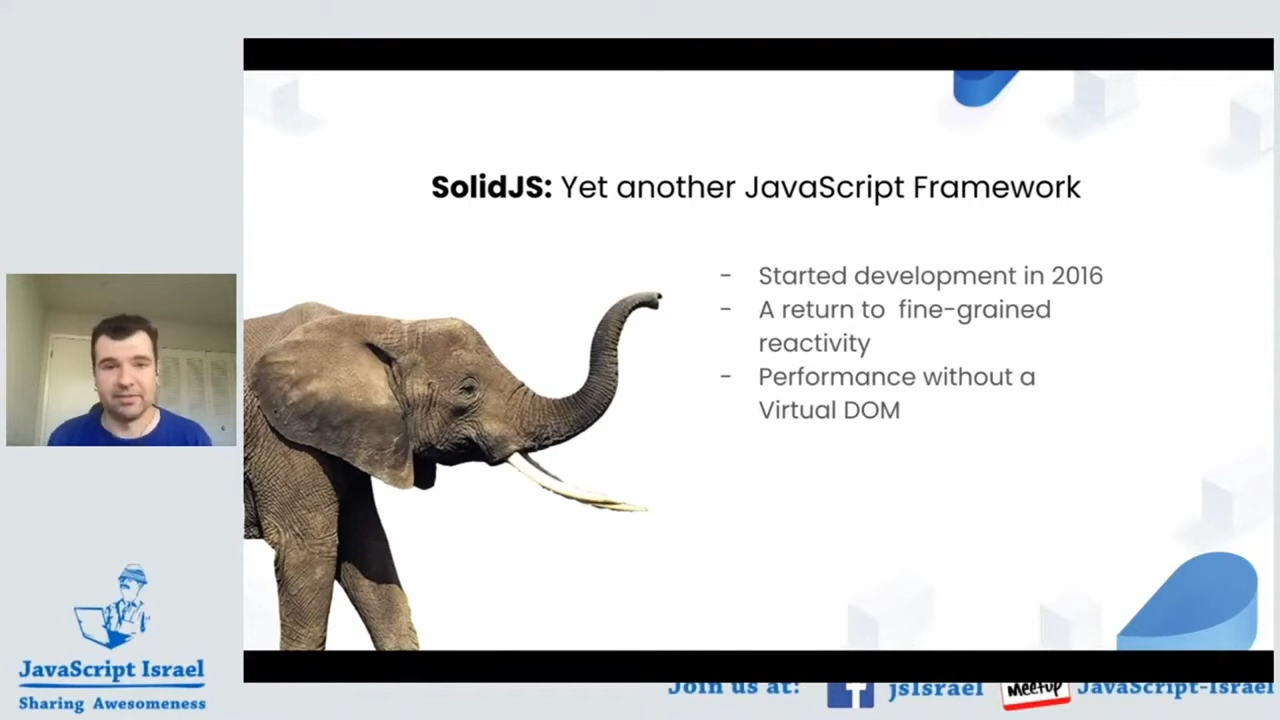 SolidJS: Yet another JavaScript Framework
- Started development in 2016
- A return to  fine-grained
reactivity
- Performance without a
Virtual DOM
JavaScript Israel
Sharing Awesomeness
Join us at: jsIsrael Meetup JavaScript-Israel